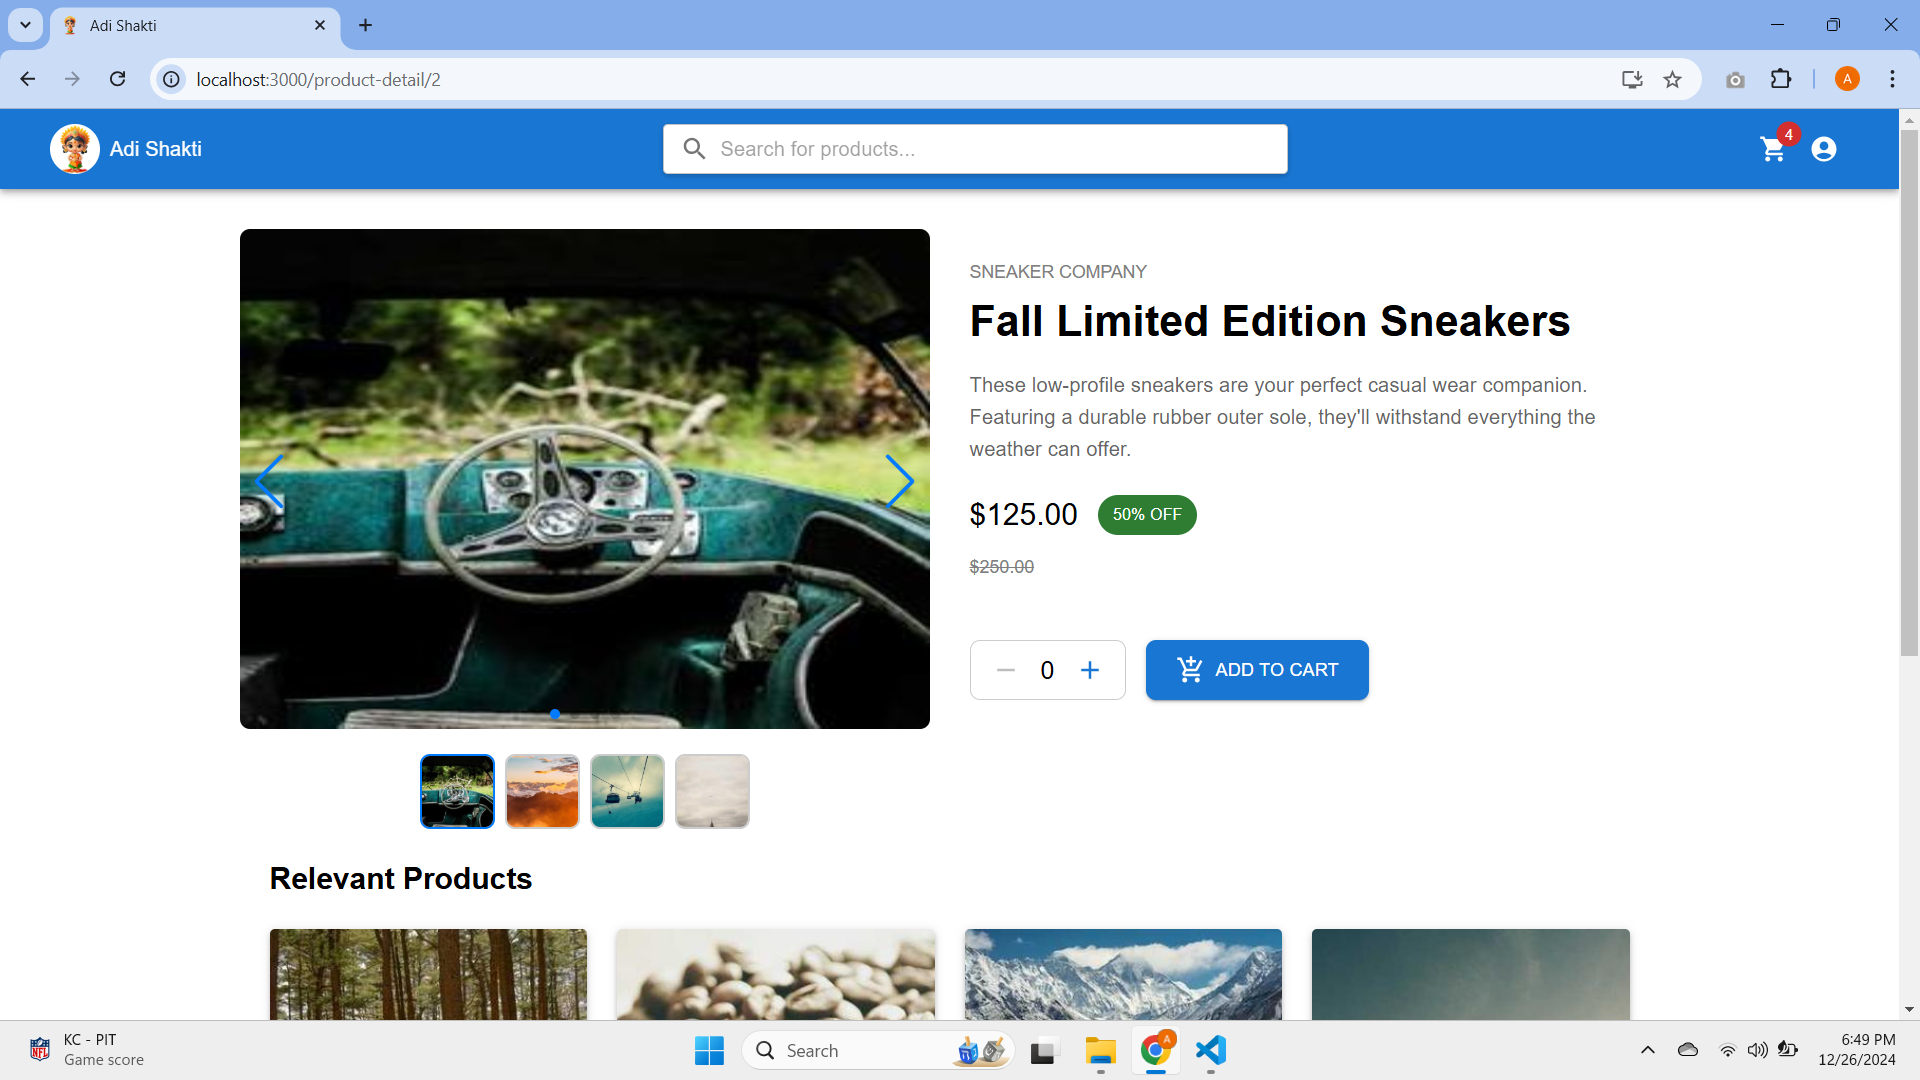 Adi Shakti
localhost:3000/product-detail/2
A
Adi Shakti
Search for products...
4
SNEAKER COMPANY
Fall Limited Edition Sneakers
These low-profile sneakers are your perfect casual wear companion.
Featuring a durable rubber outer sole, they'll withstand everything the
weather can offer.
$125.00 50% OFF
$250.00
0
ADD TO CART
Relevant Products
NFL
KC - PIT
Game score
Search
A
6:49 PM
12/26/2024